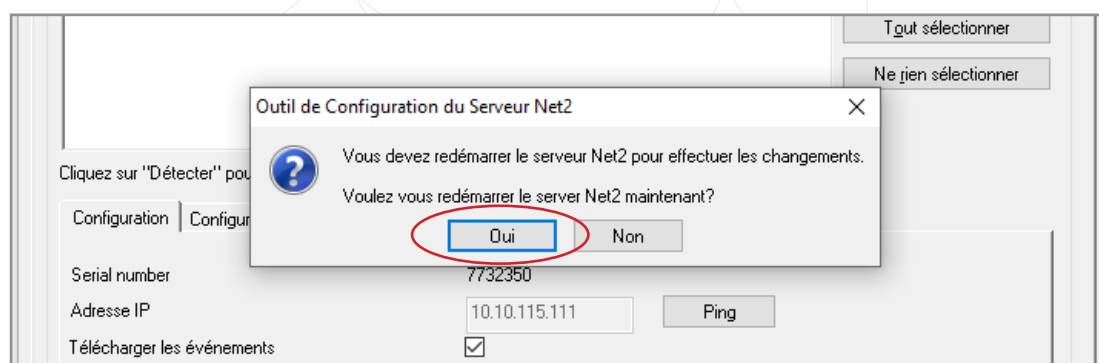 Tout sélectionner
Ne rien sélectionner
Outil de Configuration du Serveur Net2
Vous devez redémarrer le serveur Net2 pour effectuer les changements.
Voulez vous redémarrer le server Net2 maintenant?
Oui Non
Cliquez sur "Détecter" pou
Configuration Configur
Serial number 7732350
Adresse IP 10.10.115.111 Ping
Télécharger les événements